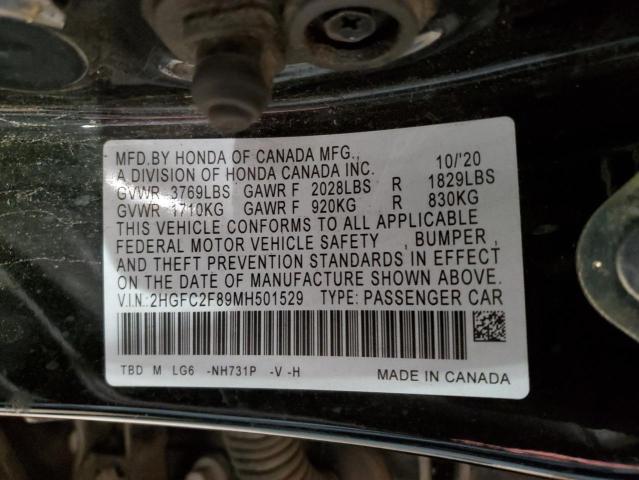 MFD.BY HONDA OF CANADA MFG., 10/'20
A DIVISION OF HONDA CANADA INC.
GVWR 3769LBS GAWR F 2028LBS R 1829LBS
GVWR 1710KG GAWR F 920KG R 830KG
THIS VEHICLE CONFORMS TO ALL APPLICABLE
FEDERAL MOTOR VEHICLE SAFETY , BUMPER ,
AND THEFT PREVENTION STANDARDS IN EFFECT
ON THE DATE OF MANUFACTURE SHOWN ABOVE.
V.I.N.:2HGFC2F89MH501529 TYPE: PASSENGER CAR
TBD M LG6 -NH731P -V -H
MADE IN CANADA